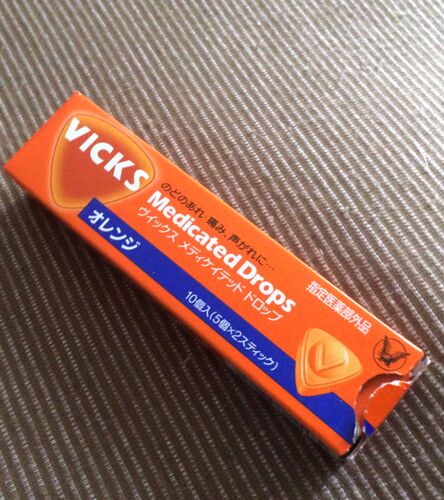 VICKS
のどのあれ・痛み、声がれに…
Medicated Drops
ヴイックス メディケイテッド ドロップ
オレンジ
10個入(5個×2スティック)
指定医薬部外品
V